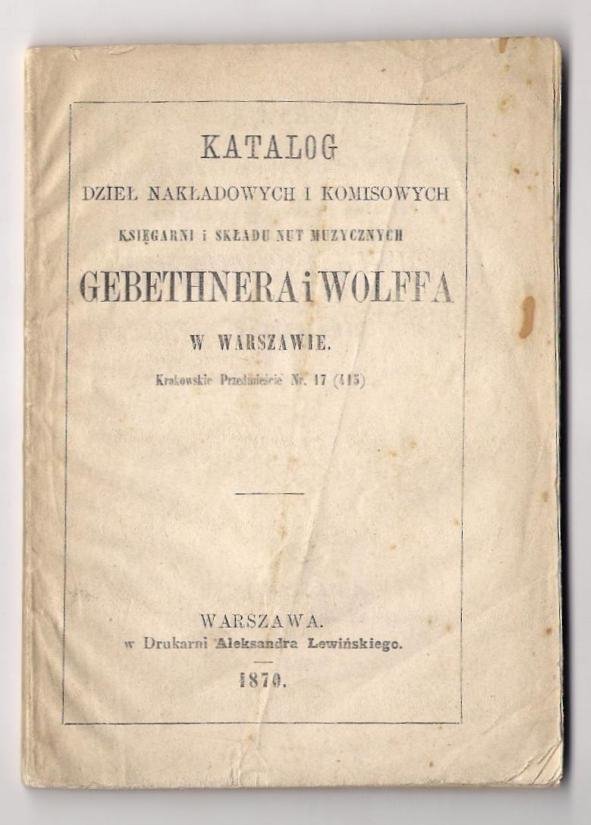 KATALOG
DZIEŁ NAKŁADOWYCH I KOMISOWYCH
KSIĘGARNI i SKŁADU NUT MUZYCZNYCH
GEBETHNERA i WOLFFA
W WARSZAWIE.
Krakowskie Przedmieście Nr. 17 (415)
WARSZAWA.
w Drukarni Aleksandra Lewińskiego.
1870.